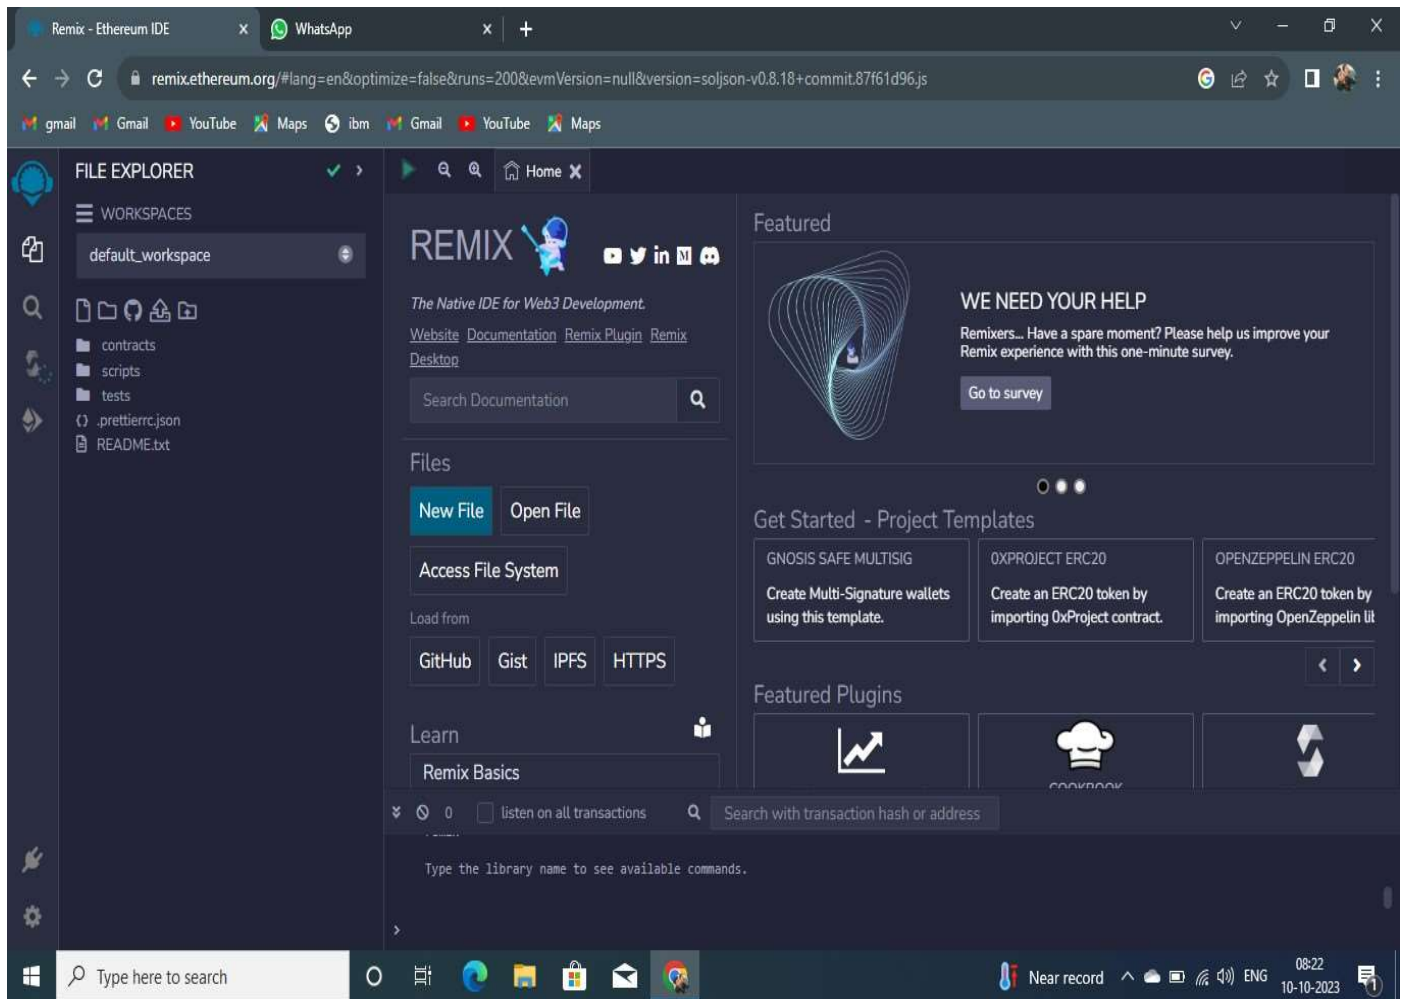 Remix - Ethereum IDE
WhatsApp
remix.ethereum.org/#lang=en&optimize=false&runs=200&evmVersion=null&version=soljson-v0.8.18+commit.87f61d96.js
gmail Gmail YouTube Maps ibm Gmail YouTube Maps
FILE EXPLORER
WORKSPACES
default_workspace
contracts
scripts
tests
.prettierrc.json
README.txt
Home
REMIX
in M
The Native IDE for Web3 Development.
Website Documentation Remix Plugin Remix
Desktop
Search Documentation
Files
New File Open File
Access File System
Load from
GitHub Gist IPFS HTTPS
Learn
Remix Basics
Featured
WE NEED YOUR HELP
Remixers... Have a spare moment? Please help us improve your
Remix experience with this one-minute survey.
Go to survey
Get Started - Project Templates
GNOSIS SAFE MULTISIG
Create Multi-Signature wallets
using this template.
0XPROJECT ERC20
Create an ERC20 token by
importing 0xProject contract.
OPENZEPPELIN ERC20
Create an ERC20 token by
importing OpenZeppelin
Featured Plugins
COOKBOOK
0 listen on all transactions Search with transaction hash or address
Type the library name to see available commands.
>
Type here to search
Near record ENG
08:22
10-10-2023
1